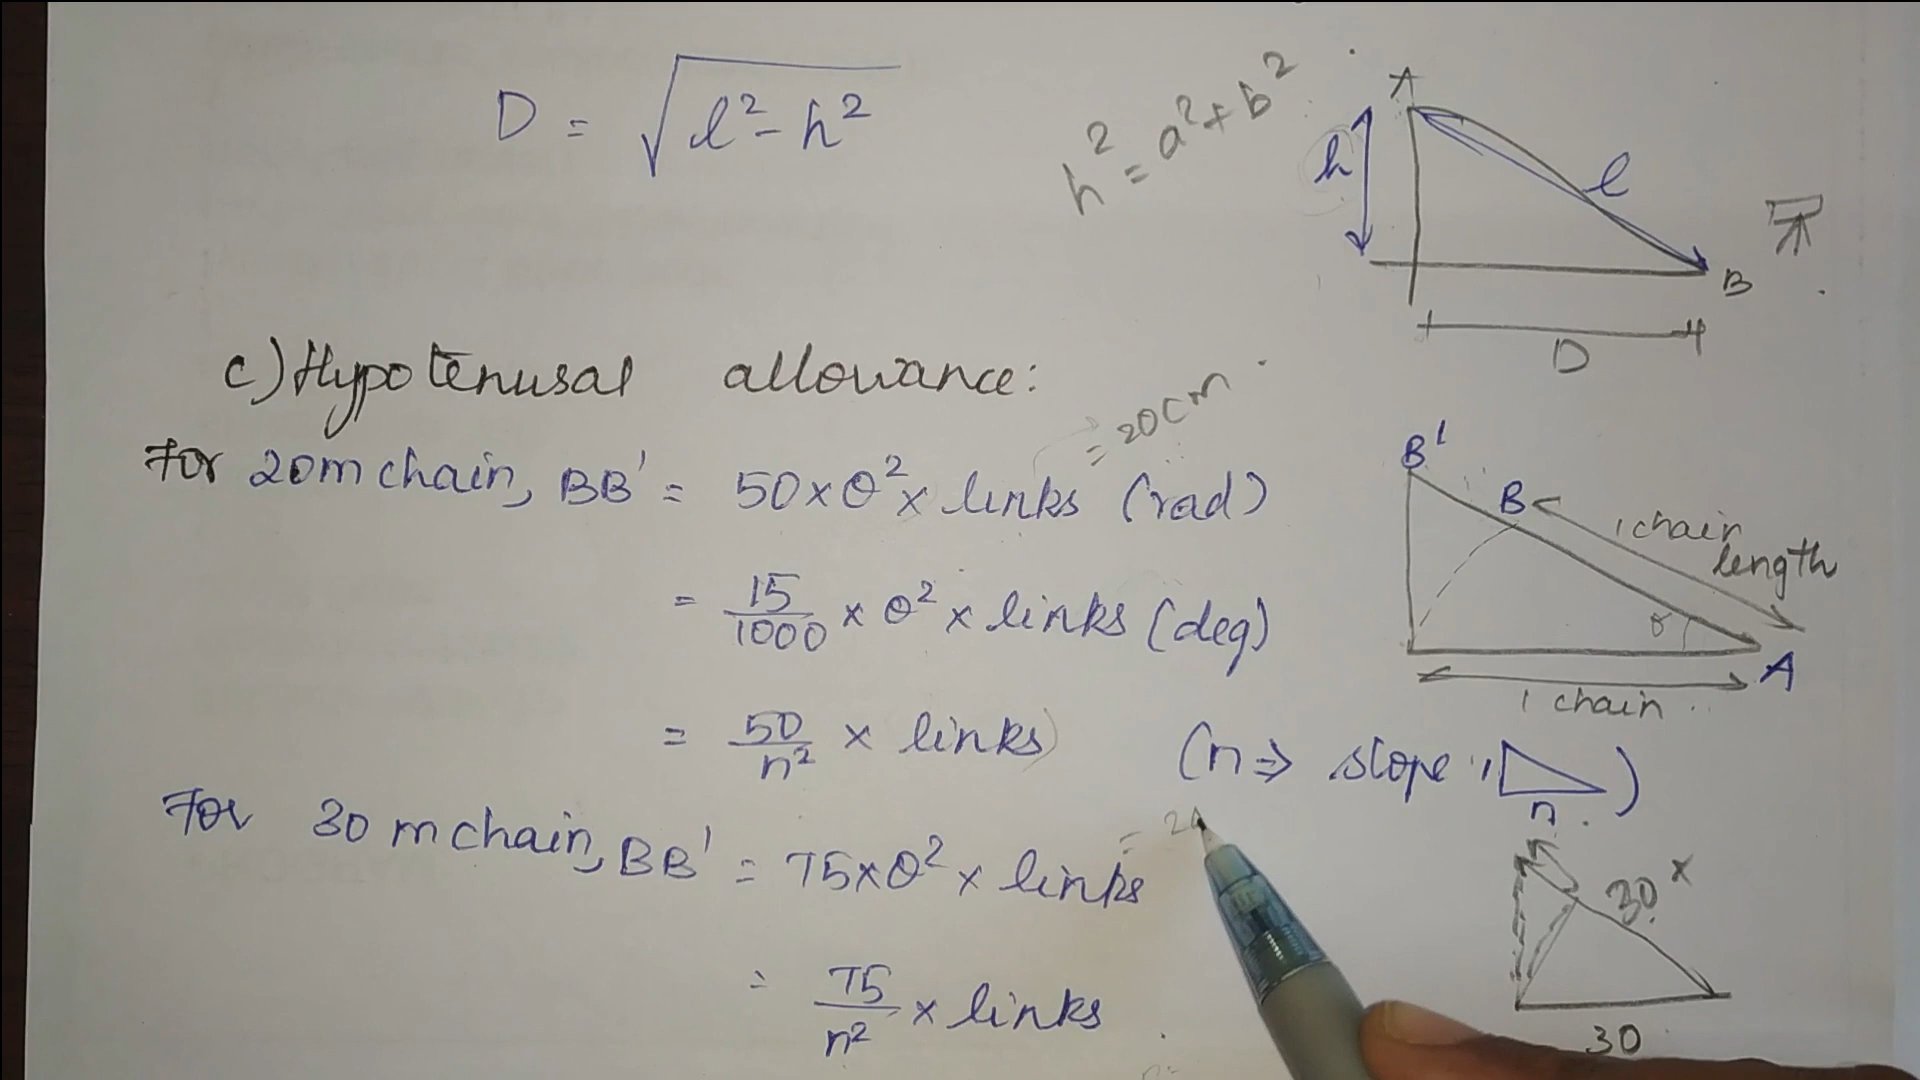 D = √l²-h²
h² = a²+b²
A
h
l
B
D
c) Hypotenusal allowance:
= 20cm
For 20m chain, BB' = 50×θ²× links (rad)
= 15/1000 × θ² × links (deg)
= 50/n² × links) (n ⇒ slope 1 n)
B'
B
1 chain length
θ
A
1 chain
For 30 m chain, BB' = 75×θ² × links
= 20
= 75/n² × links
30 x
30